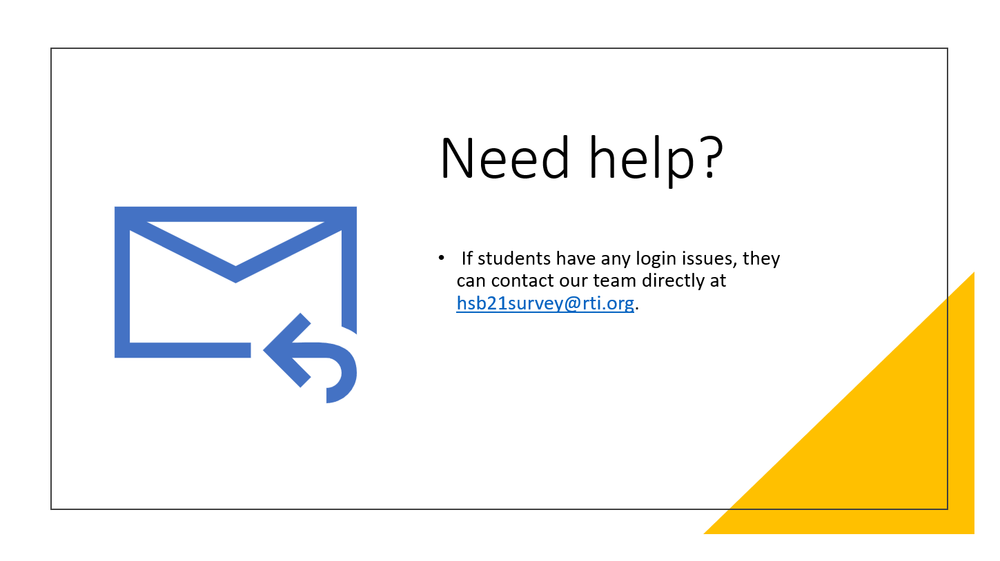 Need help?
• If students have any login issues, they
can contact our team directly at
hsb21survey@rti.org.